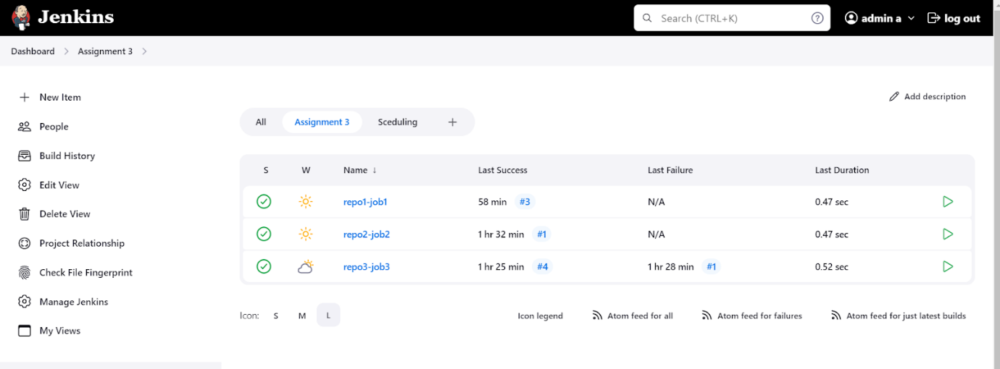 Jenkins
Search (CTRL+K)
admin a
log out
Dashboard
Assignment 3
New Item
People
Build History
Edit View
Delete View
Project Relationship
Check File Fingerprint
Manage Jenkins
My Views
Add description
All Assignment 3 Sceduling +
S W Name ↓ Last Success Last Failure Last Duration
repo1-job1 58 min #3 N/A 0.47 sec
repo2-job2 1 hr 32 min #1 N/A 0.47 sec
repo3-job3 1 hr 25 min #4 1 hr 28 min #1 0.52 sec
Icon: S M L
Icon legend Atom feed for all Atom feed for failures Atom feed for just latest builds